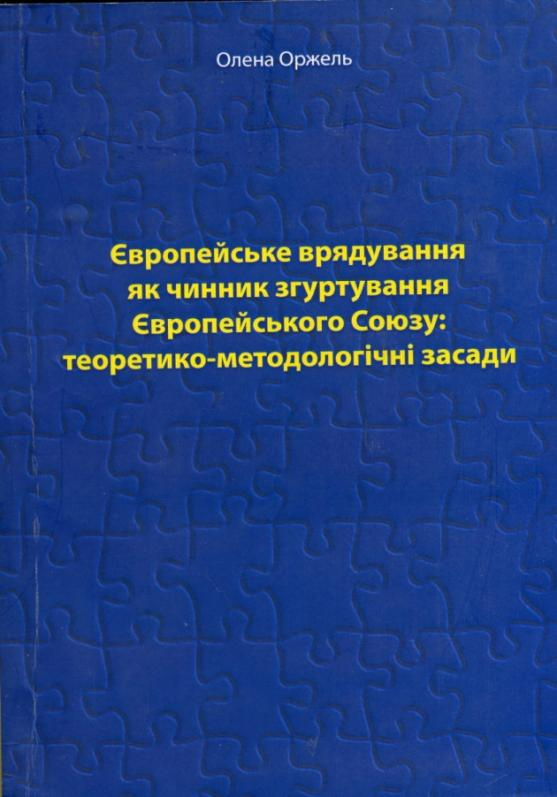 Олена Оржель
Європейське врядування
як чинник згуртування
Європейського Союзу:
теоретико-методологічні засади